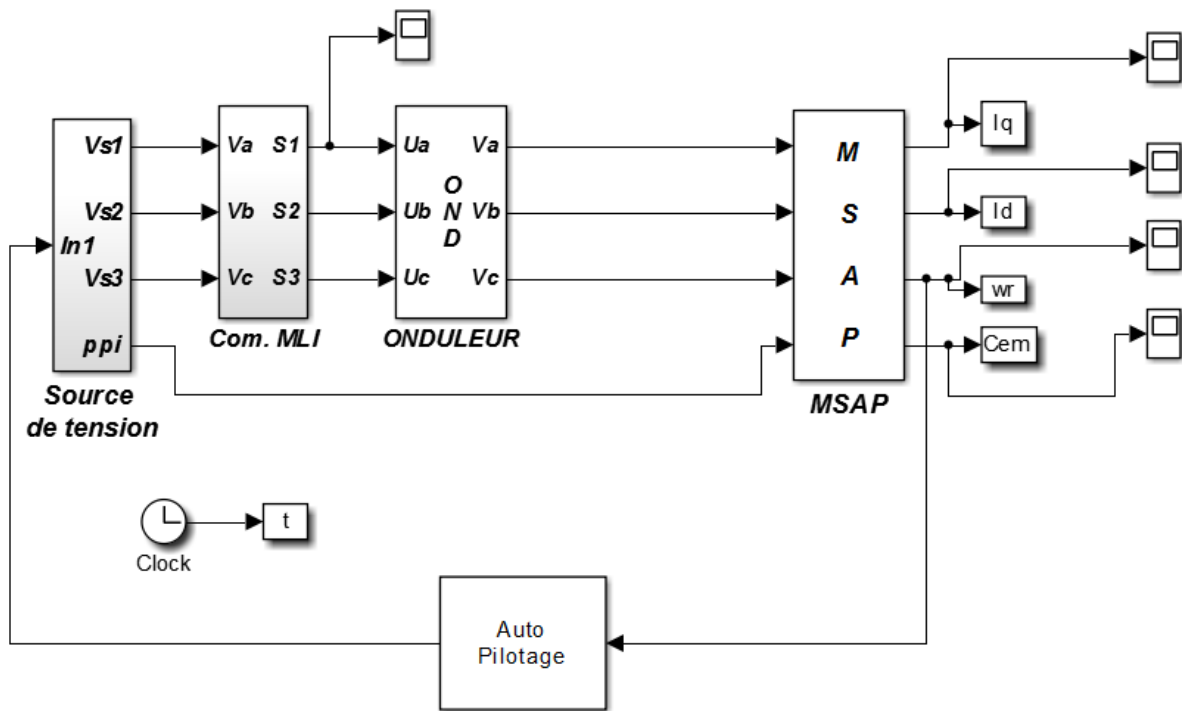 Vs1
Vs2
In1
Vs3
ppi
Source
de tension
Va S1
Vb S2
Vc S3
Com. MLI
Ua Va
O
Ub N Vb
D
Uc Vc
ONDULEUR
M
S
A
P
MSAP
Iq
Id
wr
Cem
t
Clock
Auto
Pilotage